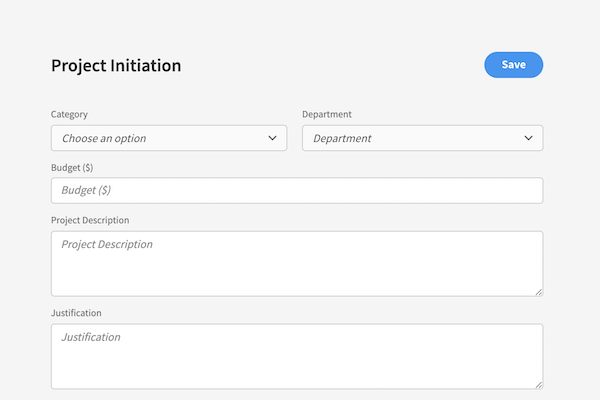 Project Initiation
Save
Category
Department
Choose an option
Department
Budget ($)
Budget ($)
Project Description
Project Description
Justification
Justification